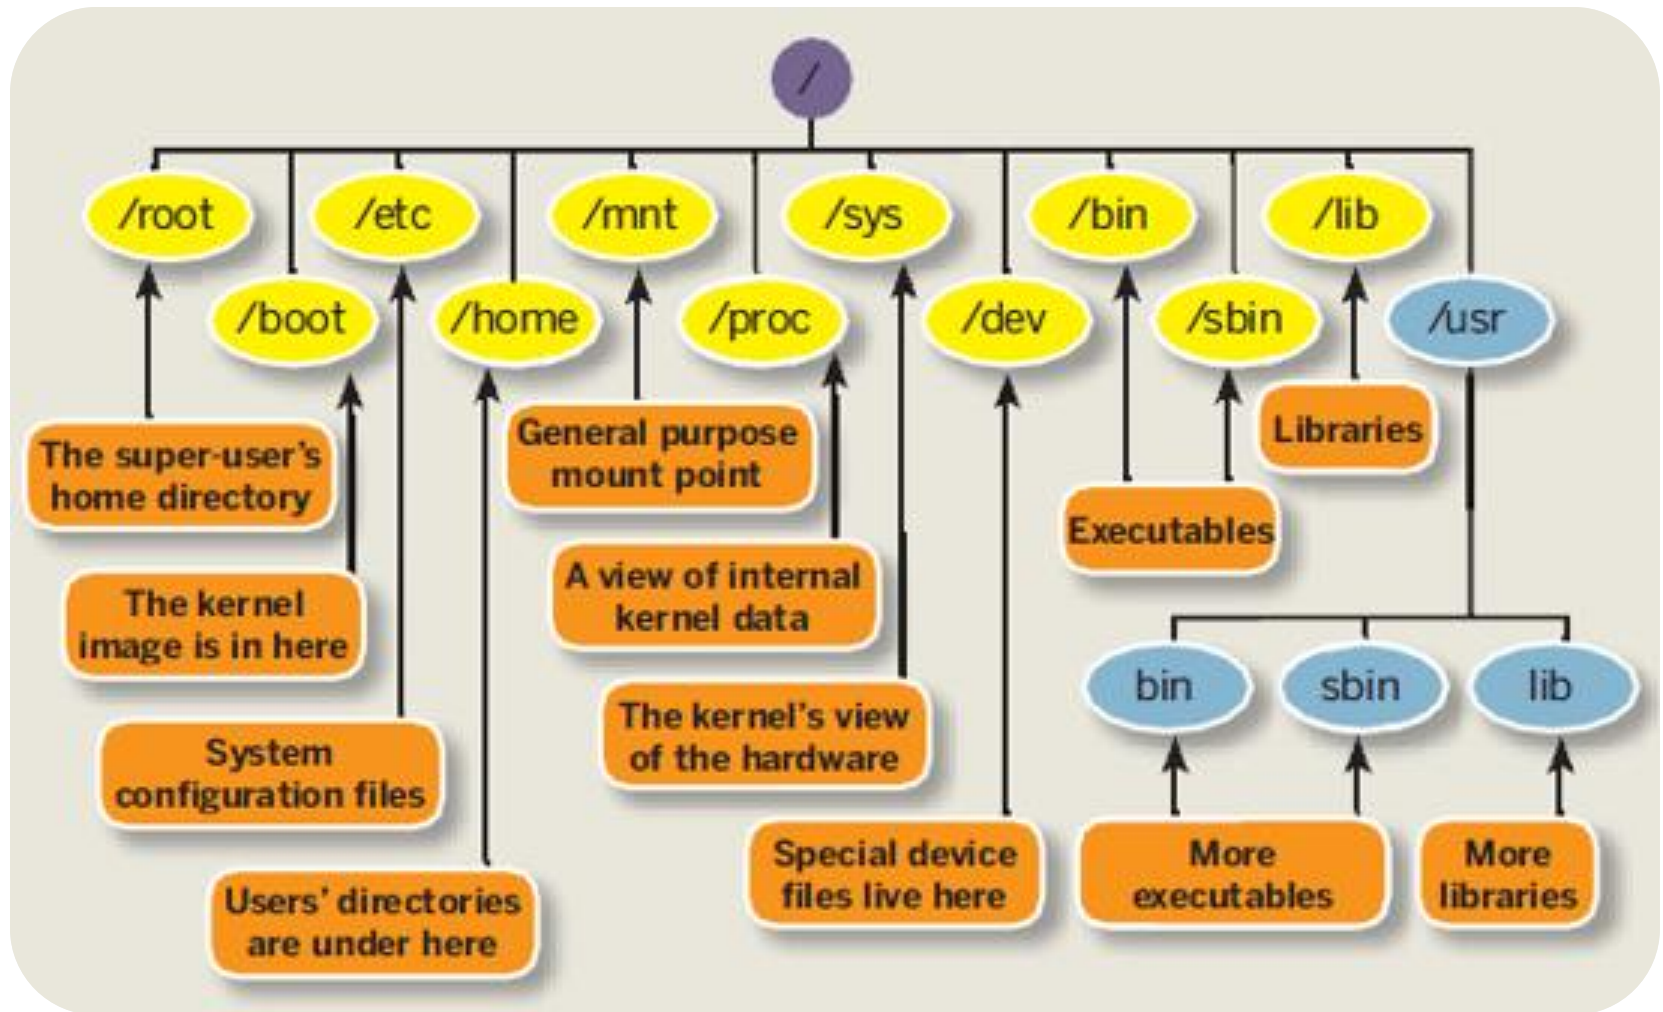 /
/root
/etc
/mnt
/sys
/bin
/lib
/boot
/home
/proc
/dev
/sbin
/usr
The super-user's
home directory
General purpose
mount point
Libraries
Executables
A view of internal
kernel data
The kernel
image is in here
bin
sbin
lib
The kernel's view
of the hardware
System
configuration files
Special device
files live here
More
executables
More
libraries
Users' directories
are under here